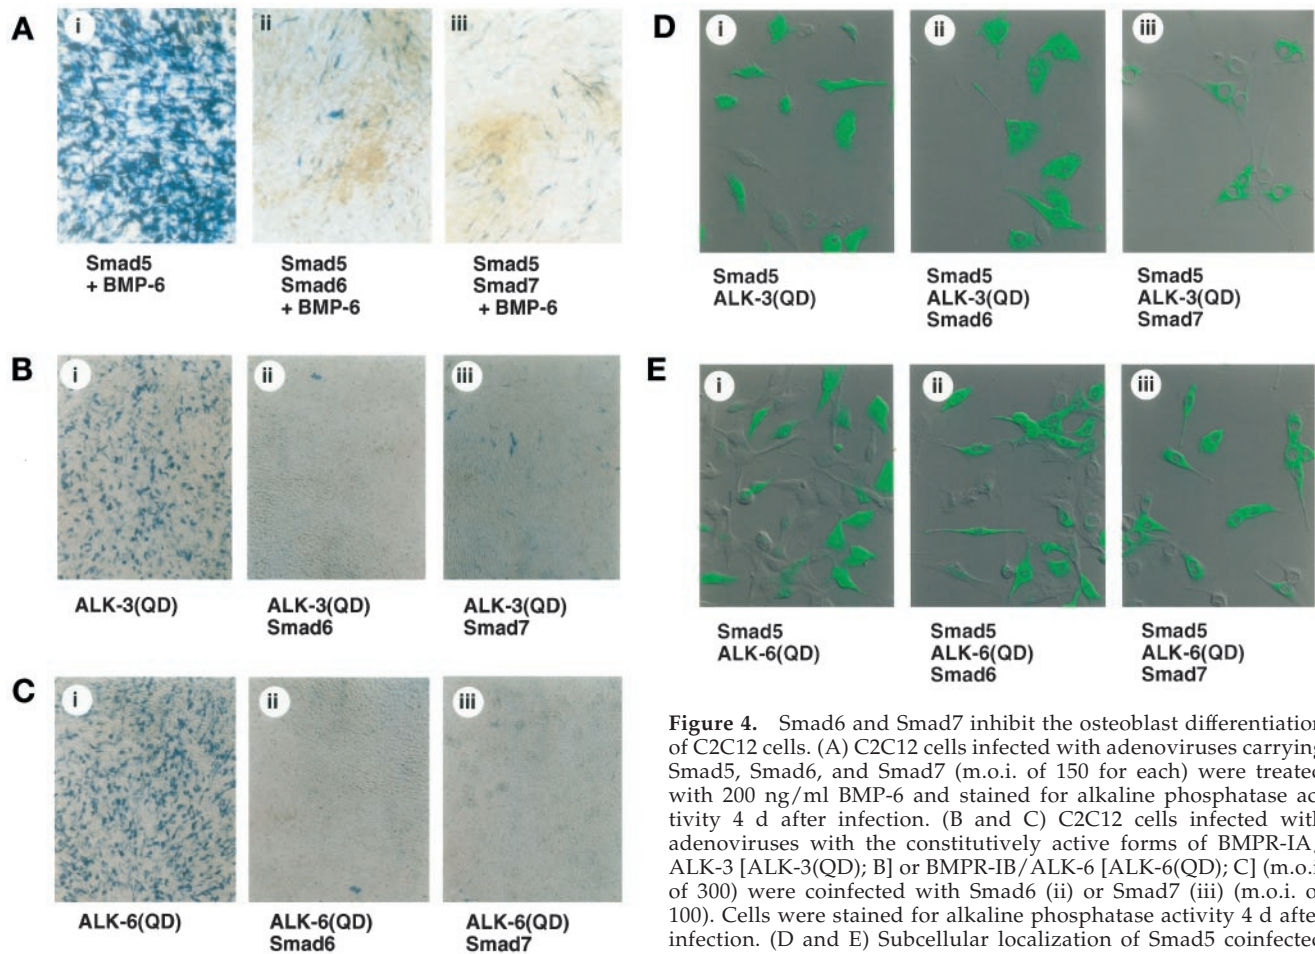 A
i
ii
iii
Smad5
+ BMP-6
Smad5
Smad6
+ BMP-6
Smad5
Smad7
+ BMP-6
B
i
ii
iii
ALK-3(QD)
ALK-3(QD)
Smad6
ALK-3(QD)
Smad7
C
i
ii
iii
ALK-6(QD)
ALK-6(QD)
Smad6
ALK-6(QD)
Smad7
D
i
ii
iii
Smad5
ALK-3(QD)
Smad5
ALK-3(QD)
Smad6
Smad5
ALK-3(QD)
Smad7
E
i
ii
iii
Smad5
ALK-6(QD)
Smad5
ALK-6(QD)
Smad6
Smad5
ALK-6(QD)
Smad7
Figure 4. Smad6 and Smad7 inhibit the osteoblast differentiation
of C2C12 cells. (A) C2C12 cells infected with adenoviruses carrying
Smad5, Smad6, and Smad7 (m.o.i. of 150 for each) were treated
with 200 ng/ml BMP-6 and stained for alkaline phosphatase ac
tivity 4 d after infection. (B and C) C2C12 cells infected with
adenoviruses with the constitutively active forms of BMPR-IA/
ALK-3 [ALK-3(QD); B] or BMPR-IB/ALK-6 [ALK-6(QD); C] (m.o.i
of 300) were coinfected with Smad6 (ii) or Smad7 (iii) (m.o.i. o
100). Cells were stained for alkaline phosphatase activity 4 d after
infection. (D and E) Subcellular localization of Smad5 coinfected